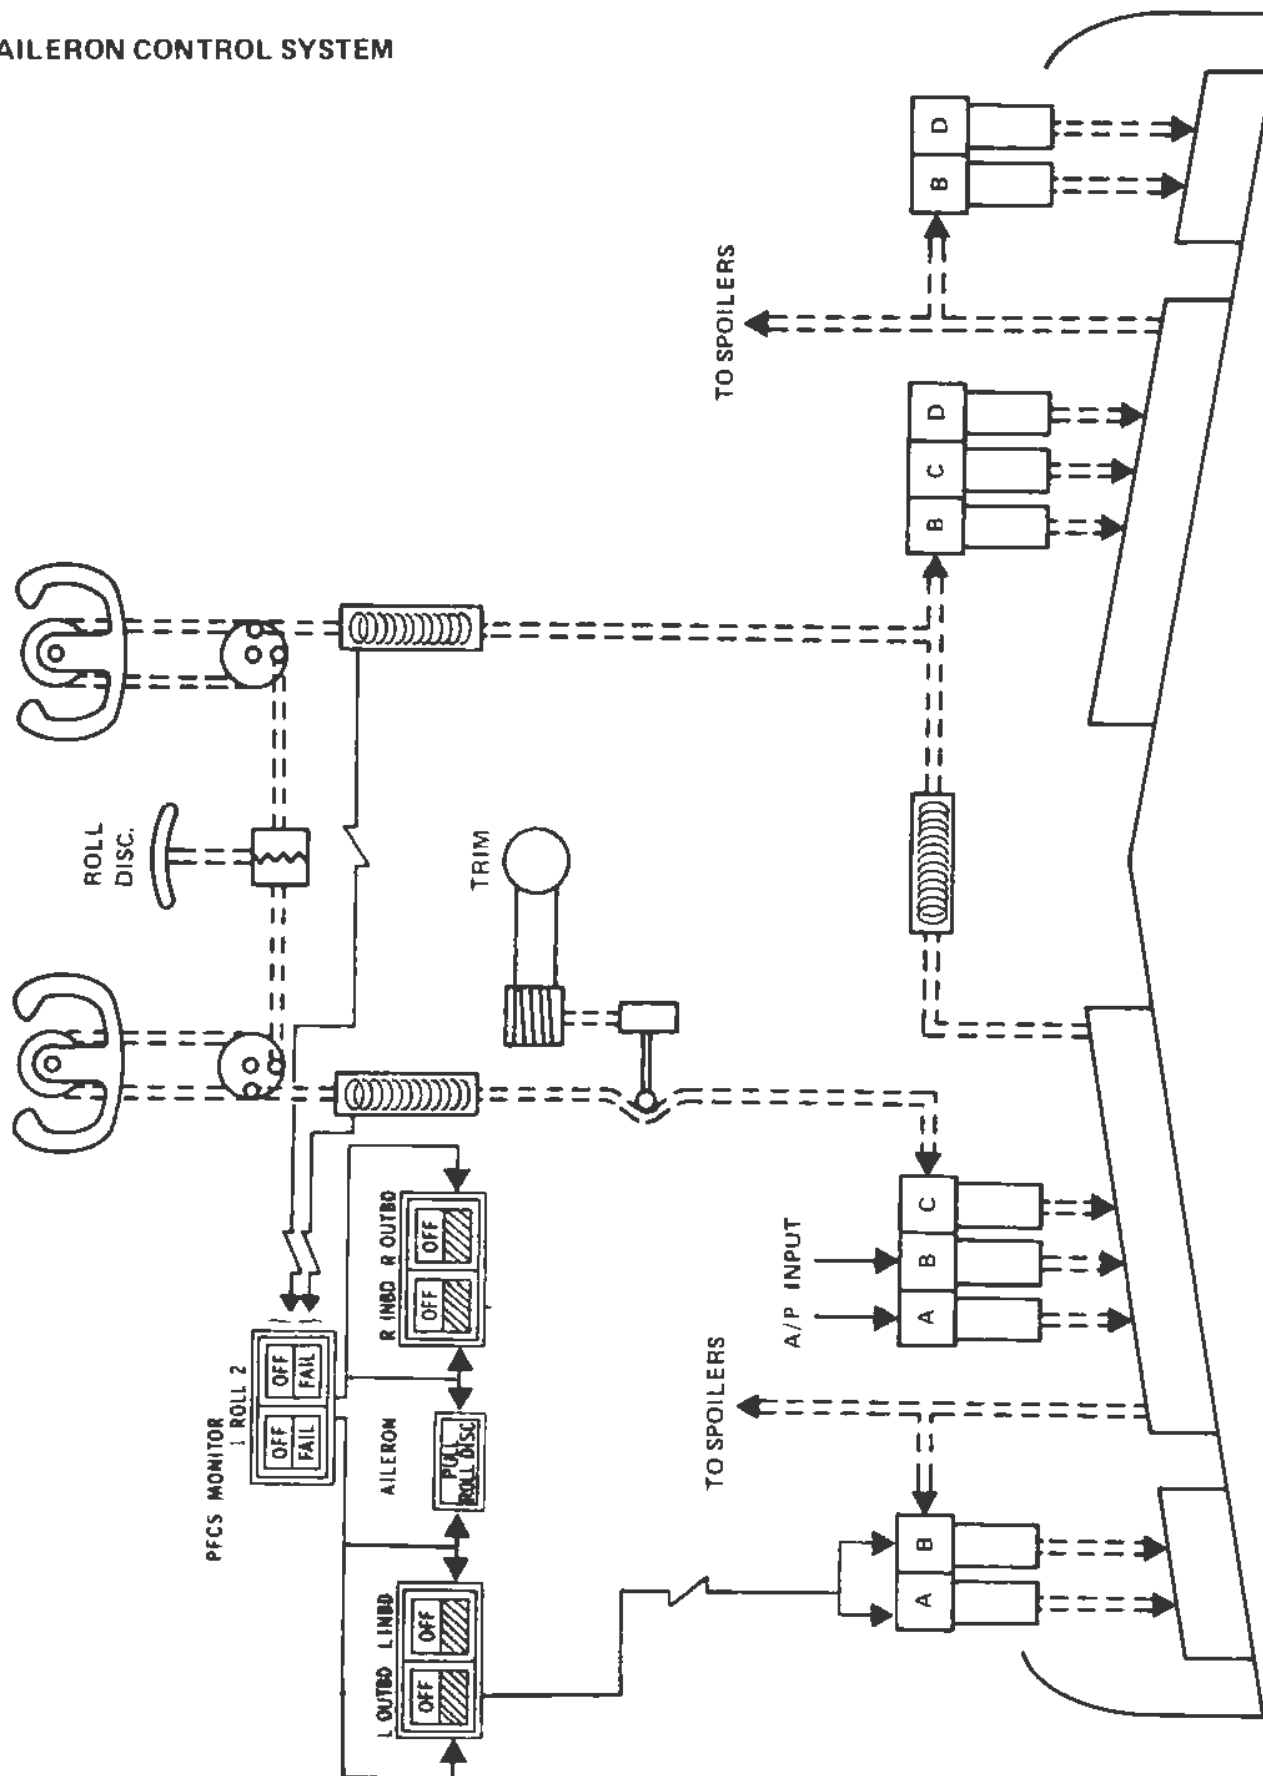 AILERON CONTROL SYSTEM
ROLL
DISC.
TRIM
PFCS MONITOR
1 ROLL 2
OFF
FAIL
OFF
FAIL
AILERON
L OUTBD L INBD
OFF
OFF
PULL
ROLL DISC
R INBD R OUTBD
OFF
OFF
TO SPOILERS
A/P INPUT
TO SPOILERS
A
B
A
B
C
B
C
D
B
D